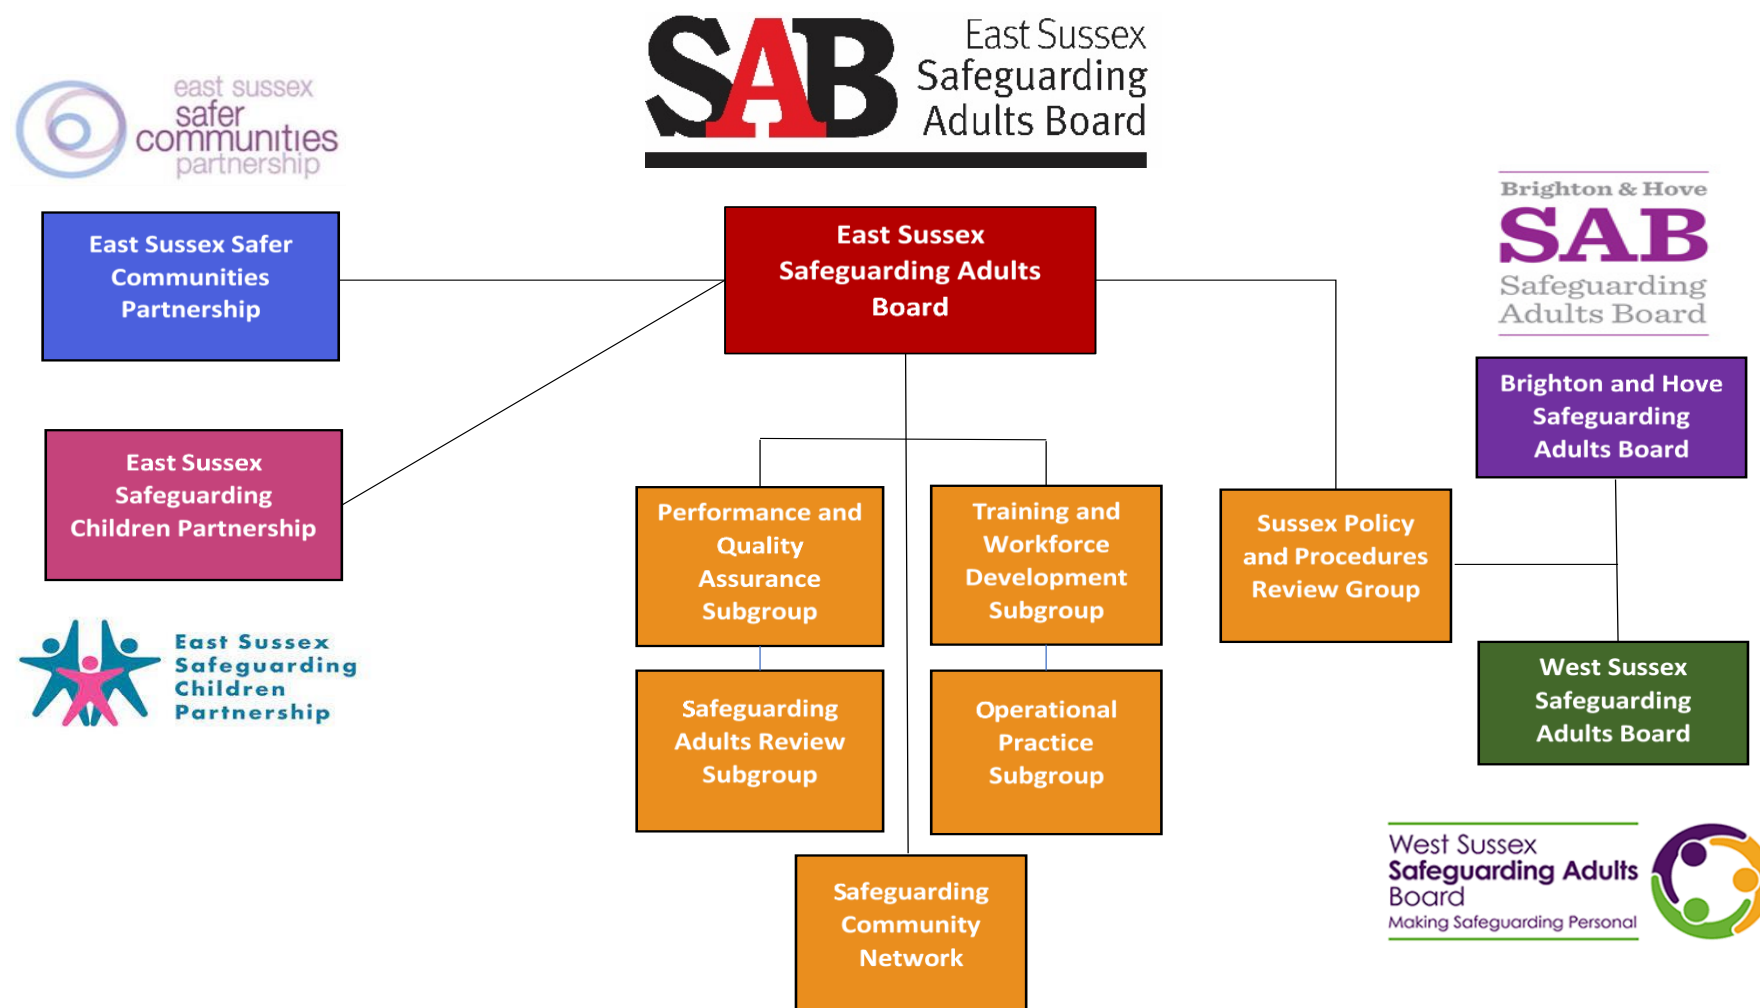 east sussex
safer
communities
partnership
SAB
East Sussex
Safeguarding
Adults Board
Brighton & Hove
SAB
Safeguarding
Adults Board
East Sussex Safer
Communities
Partnership
East Sussex
Safeguarding Adults
Board
Brighton and Hove
Safeguarding
Adults Board
East Sussex
Safeguarding
Children Partnership
Performance and
Quality
Assurance
Subgroup
Training and
Workforce
Development
Subgroup
Sussex Policy
and Procedures
Review Group
East Sussex
Safeguarding
Children
Partnership
Safeguarding
Adults Review
Subgroup
Operational
Practice
Subgroup
West Sussex
Safeguarding
Adults Board
Safeguarding
Community
Network
West Sussex
Safeguarding Adults
Board
Making Safeguarding Personal